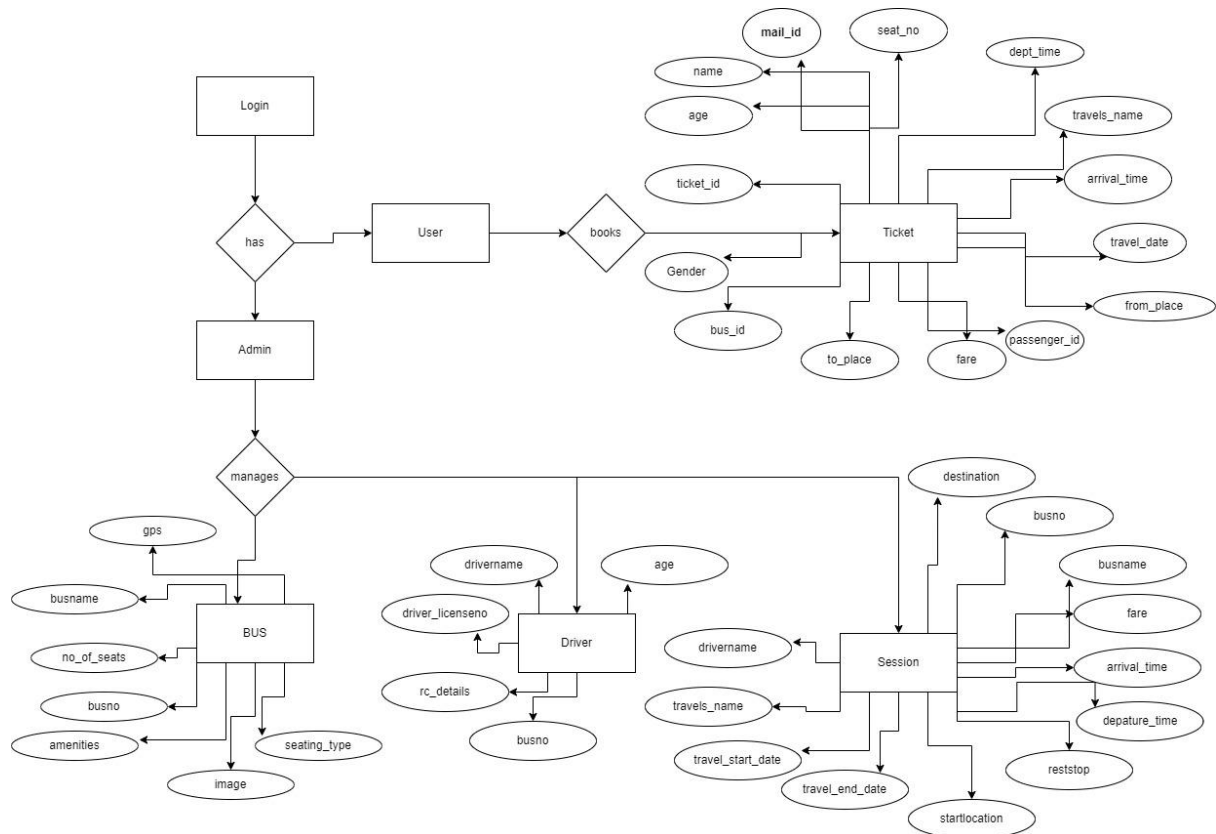 mail_id
seat_no
dept_time
name
age
travels_name
Login
ticket_id
arrival_time
has
User
books
Ticket
travel_date
Gender
from_place
bus_id
passenger_id
Admin
to_place
fare
manages
destination
gps
busno
drivername
age
busname
busname
driver_licenseno
fare
BUS
Driver
drivername
Session
no_of_seats
arrival_time
rc_details
busno
travels_name
depature_time
busno
amenities
seating_type
travel_start_date
reststop
image
travel_end_date
startlocation